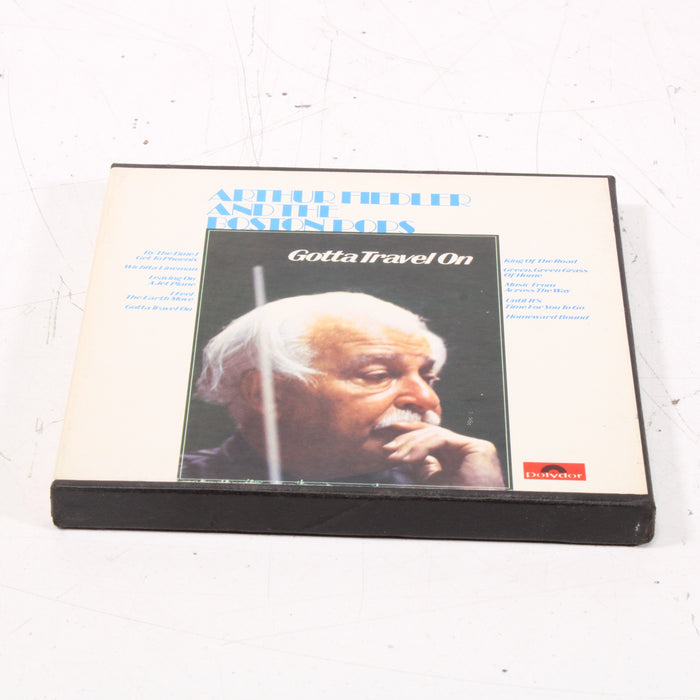 ARTHUR FIEDLER
AND THE
BOSTON POPS
Gotta Travel On
By The Time I
Get To Phoenix
Wichita Lineman
Leaving On
A Jet Plane
I Feel
The Earth Move
Gotta Travel On
King Of The Road
Green, Green Grass
Of Home
Music From
Across The Way
Until It's
Time For You To Go
Homeward Bound
Polydor